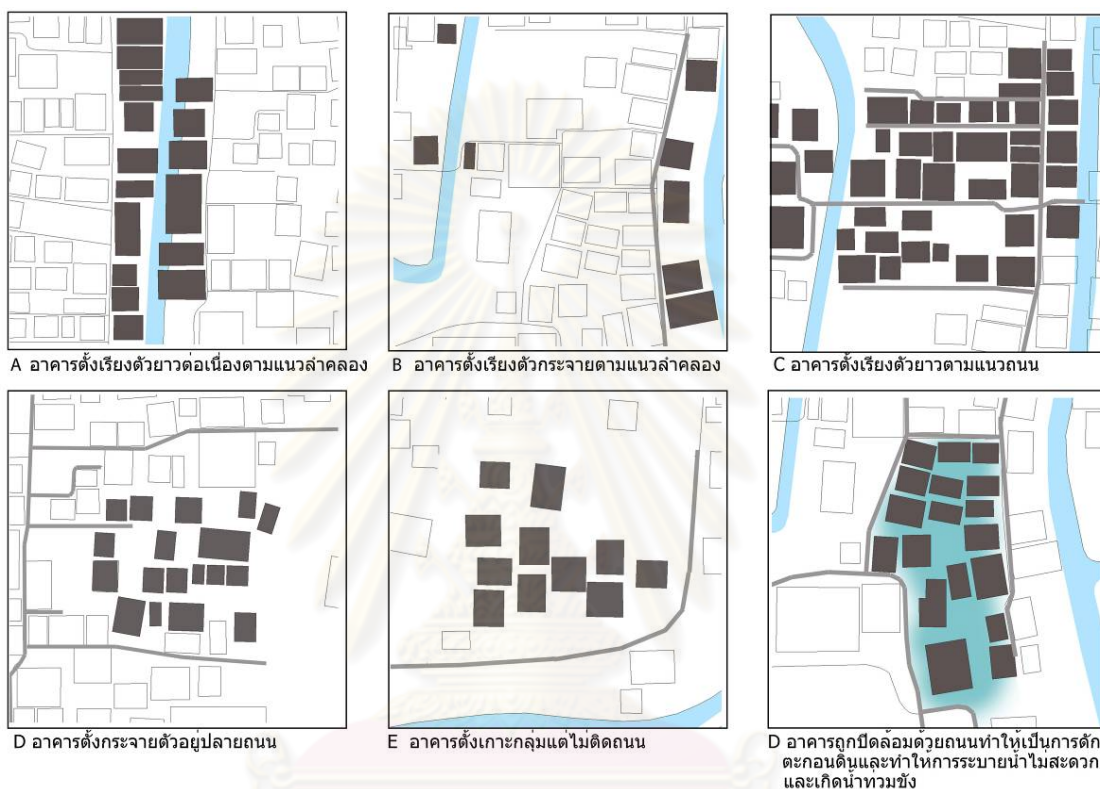 A อาคารตั้งเรียงตัวยาวต่อเนื่องตามแนวลำคลอง
B อาคารตั้งเรียงตัวกระจายตามแนวลำคลอง
C อาคารตั้งเรียงตัวยาวตามแนวถนน
D อาคารตั้งกระจายตัวอยู่ปลายถนน
E อาคารตั้งเกาะกลุ่มแต่ไม่ติดถนน
D อาคารถูกปิดล้อมด้วยถนนทำให้เป็นการดัก
ตะกอนดินและทำให้การระบายน้ำไม่สะดวก
และเกิดน้ำท่วมขัง